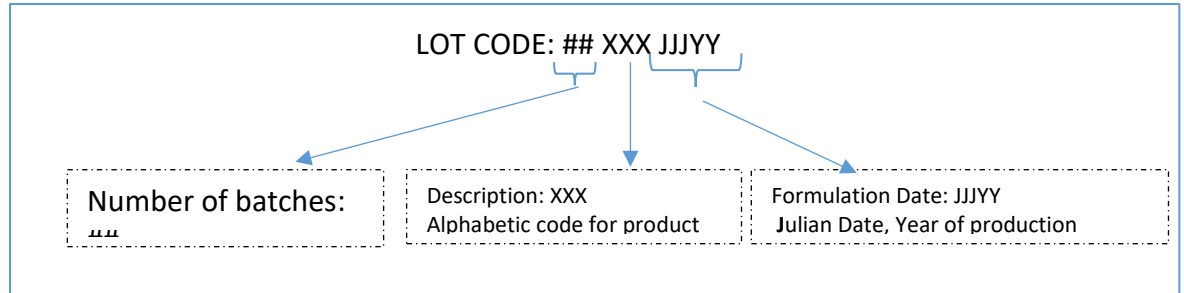 LOT CODE: ## XXX JJJYY
Number of batches:
##
Description: XXX
Alphabetic code for product
Formulation Date: JJJYY
Julian Date, Year of production